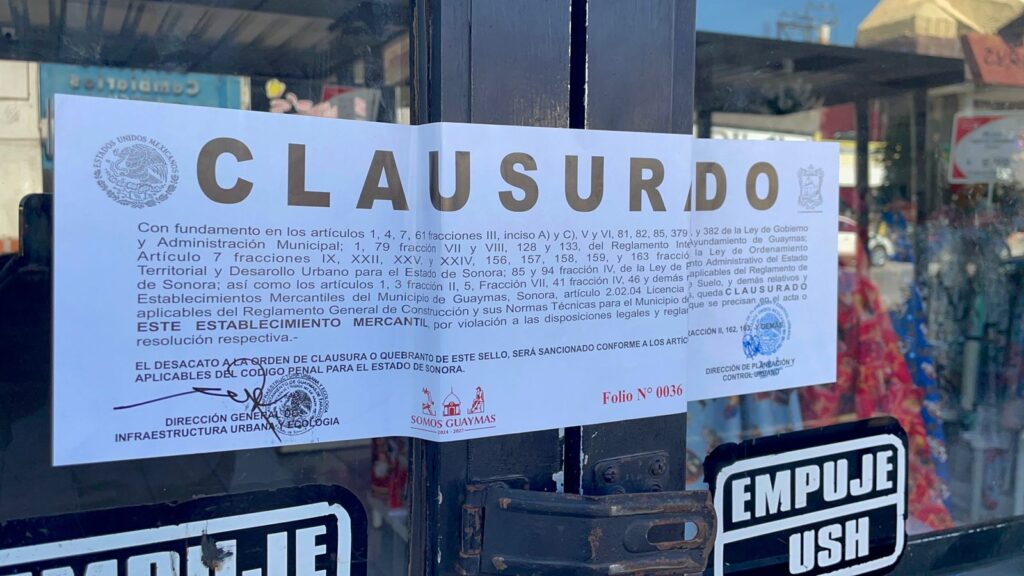 ESTADOS UNIDOS MEXICANOS
CLAUSURADO
Con fundamento en los artículos 1, 4, 7, 61 fracciones III, inciso A) y C), V y VI, 81, 82, 85, 379 y 382 de la Ley de Gobierno
y Administración Municipal; 1, 79 fracción VII y VIII, 128 y 133, del Reglamento Inte Ayuntamiento de Guaymas;
Artículo 7 fracciones IX, XXII, XXV y XXIV, 156, 157, 158, 159, y 163 fracció la Ley de Ordenamiento
Territorial y Desarollo Urbano para el Estado de Sonora; 85 y 94 fracción IV, de la Ley de nto Administrativo del Estado
de Sonora; así como los artículos 1, 3 fracción II, 5, Fracción VII, 41 fracción IV, 46 y demás aplicables del Reglamento de
Establecimientos Mercantiles del Municipio de Guaymas, Sonora, artículo 2.02.04 Licencia Suelo, y demás relativos y
aplicables del Reglamento General de Construcción y sus Normas Técnicas para el Municipio d queda CLAUSURADO
ESTE ESTABLECIMIENTO MERCANTIL, por violación a las disposiciones legales y reglar que se precisan en el acta o
resolución respectiva.-
EL DESACATO A LA ORDEN DE CLAUSURA O QUEBRANTO DE ESTE SELLO, SERÁ SANCIONADO CONFORME A LOS ARTÍC RACCIÓN II, 162, 163, Y DEMÁS
APLICABLES DEL CÓDIGO PENAL PARA EL ESTADO DE SONORA.
DIRECCIÓN GENERAL DE
INFRAESTRUCTURA URBANA Y ECOLOGIA
SOMOS GUAYMAS
2024 - 2027
Folio N° 0036
DIRECCIÓN DE PLANEACIÓN Y
CONTROL URBANO
EMPUJE
EMPUJE
USH